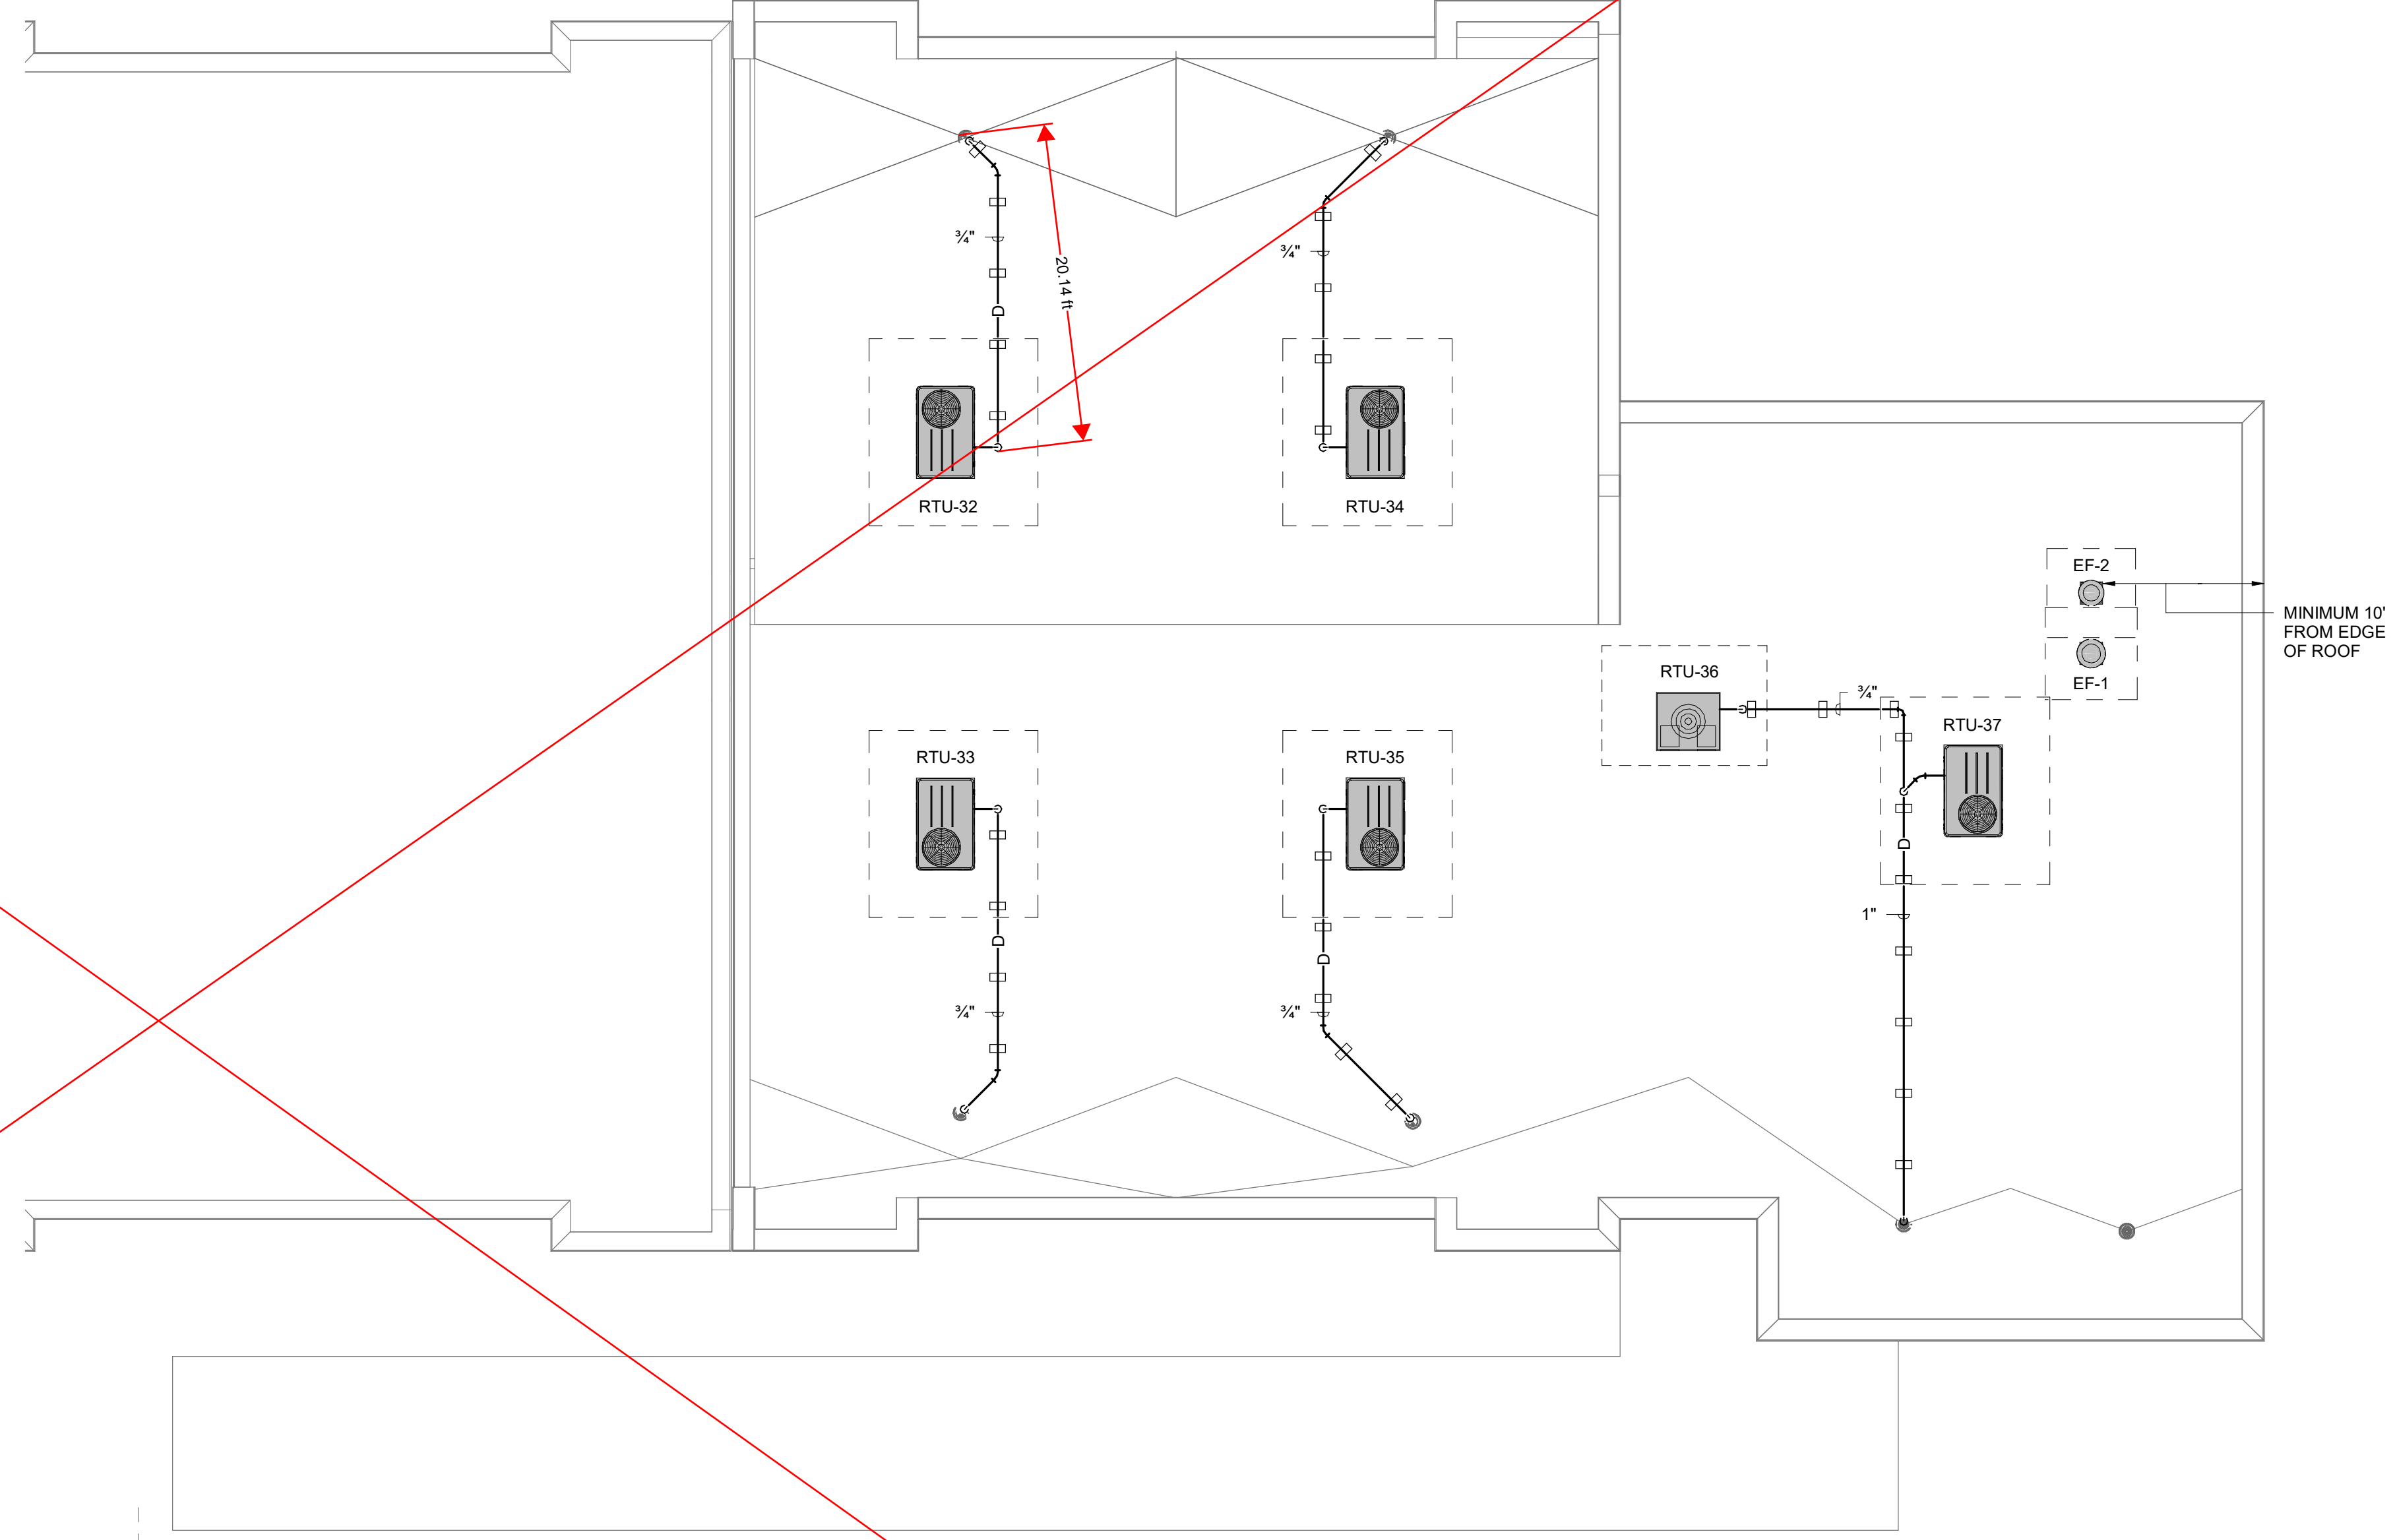 ¾"
¾"
20.14 ft
D
RTU-32
RTU-34
EF-2
MINIMUM 10'
FROM EDGE
OF ROOF
EF-1
RTU-36
¾"
RTU-37
RTU-33
RTU-35
D
1"
D
D
¾"
¾"